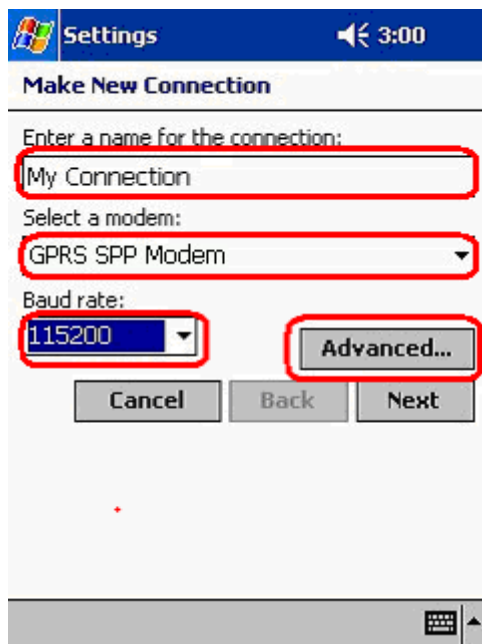 Settings 3:00
Make New Connection
Enter a name for the connection:
My Connection
Select a modem:
GPRS SPP Modem
Baud rate:
115200
Advanced...
Cancel Back Next